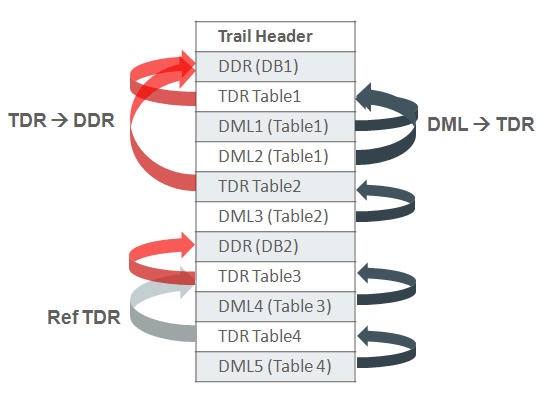 Trail Header
DDR (DB1)
TDR Table1
TDR → DDR
DML1 (Table1)
DML → TDR
DML2 (Table1)
TDR Table2
DML3 (Table2)
DDR (DB2)
TDR Table3
DML4 (Table 3)
Ref TDR
TDR Table4
DML5 (Table 4)